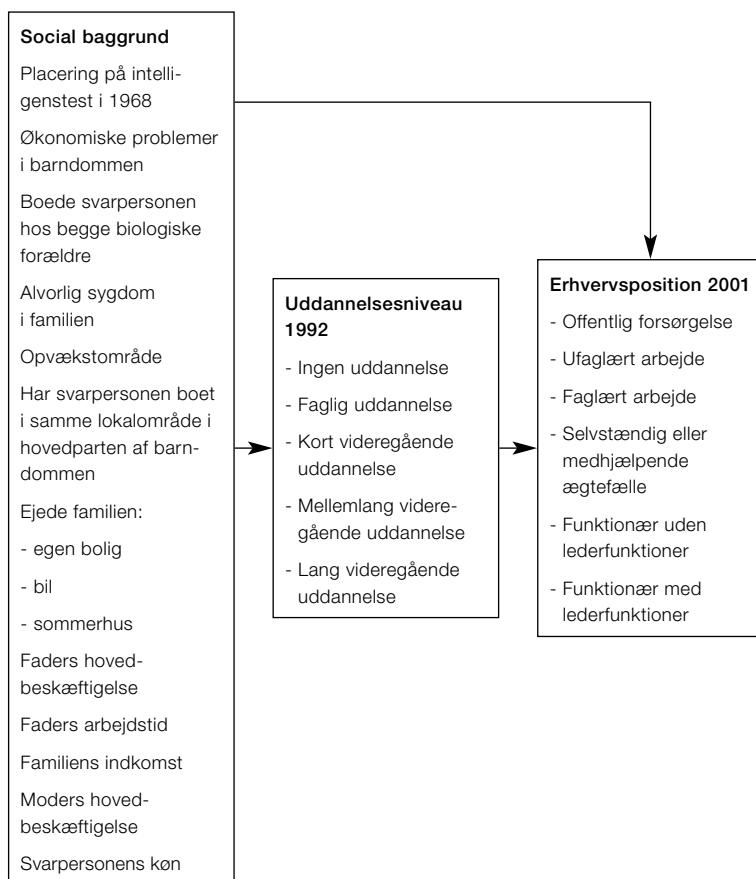 Social baggrund
Placering på intelli-
genstest i 1968
Økonomiske problemer
i barndommen
Boede svarpersonen
hos begge biologiske
forældre
Alvorlig sygdom
i familien
Opvækstområde
Har svarpersonen boet
i samme lokalområde i
hovedparten af barn-
dommen
Ejede familien:
- egen bolig
- bil
- sommerhus
Faders hoved-
beskæftigelse
Faders arbejdstid
Familiens indkomst
Moders hoved-
beskæftigelse
Svarpersonens køn
Uddannelsesniveau
1992
- Ingen uddannelse
- Faglig uddannelse
- Kort videregående
uddannelse
- Mellemlang videre-
gående uddannelse
- Lang videregående
uddannelse
Erhvervsposition 2001
- Offentlig forsørgelse
- Ufaglært arbejde
- Faglært arbejde
- Selvstændig eller
medhjælpende
ægtefælle
- Funktionær uden
lederfunktioner
- Funktionær med
lederfunktioner